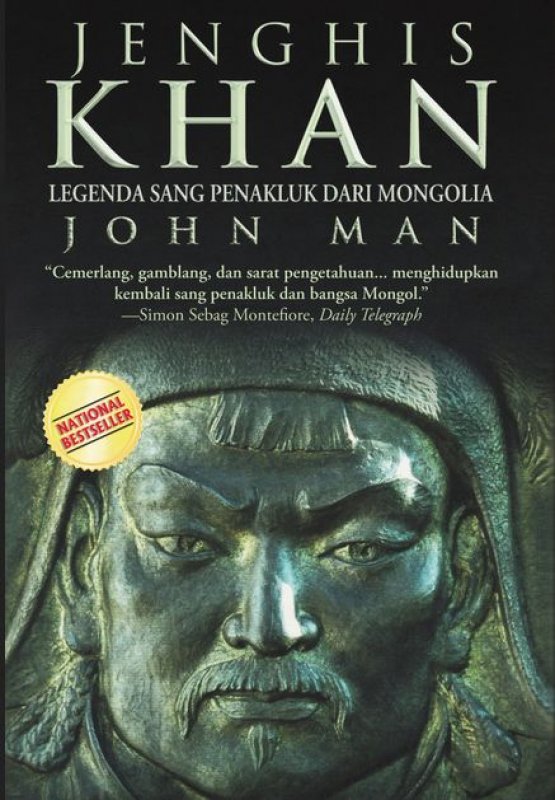 JENGHIS
KHAN
LEGENDA SANG PENAKLUK DARI MONGOLIA
JOHN MAN
“Cemerlang, gamblang, dan sarat pengetahuan... menghidupkan
kembali sang penakluk dan bangsa Mongol.”
—Simon Sebag Montefiore, Daily Telegraph
NATIONAL
BESTSELLER